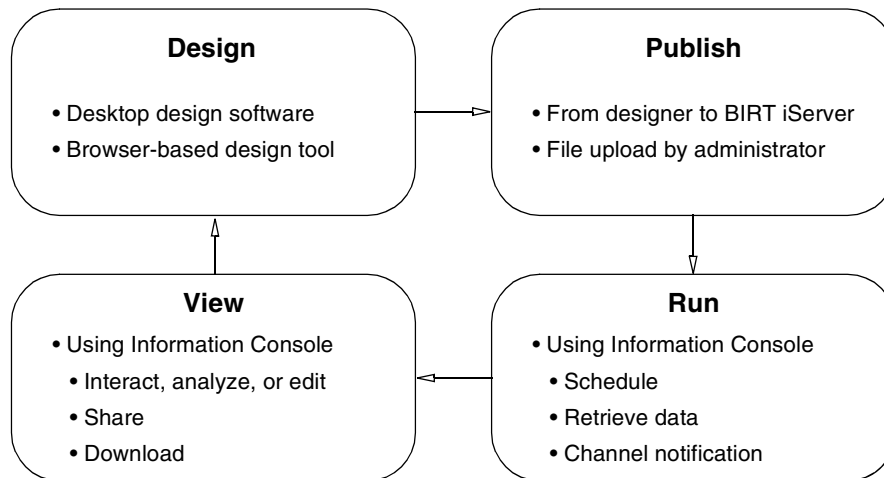 Design
• Desktop design software
• Browser-based design tool
Publish
• From designer to BIRT iServer
• File upload by administrator
View
• Using Information Console
• Interact, analyze, or edit
• Share
• Download
Run
• Using Information Console
• Schedule
• Retrieve data
• Channel notification